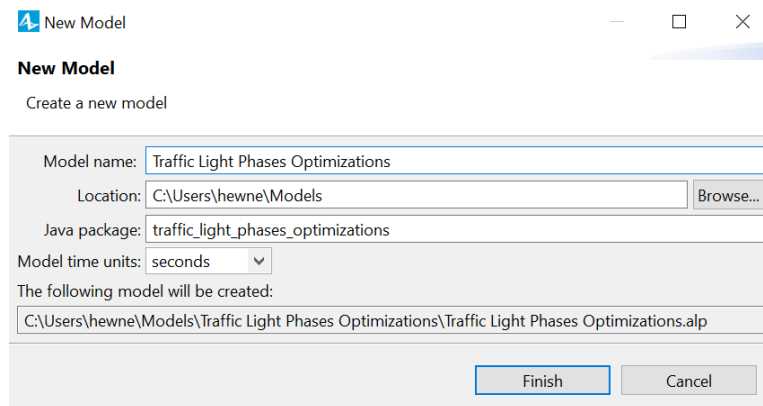 New Model
New Model
Create a new model
Model name: Traffic Light Phases Optimizations
Location: C:\Users\hewne\Models Browse...
Java package: traffic_light_phases_optimizations
Model time units: seconds
The following model will be created:
C:\Users\hewne\Models\Traffic Light Phases Optimizations\Traffic Light Phases Optimizations.alp
Finish Cancel